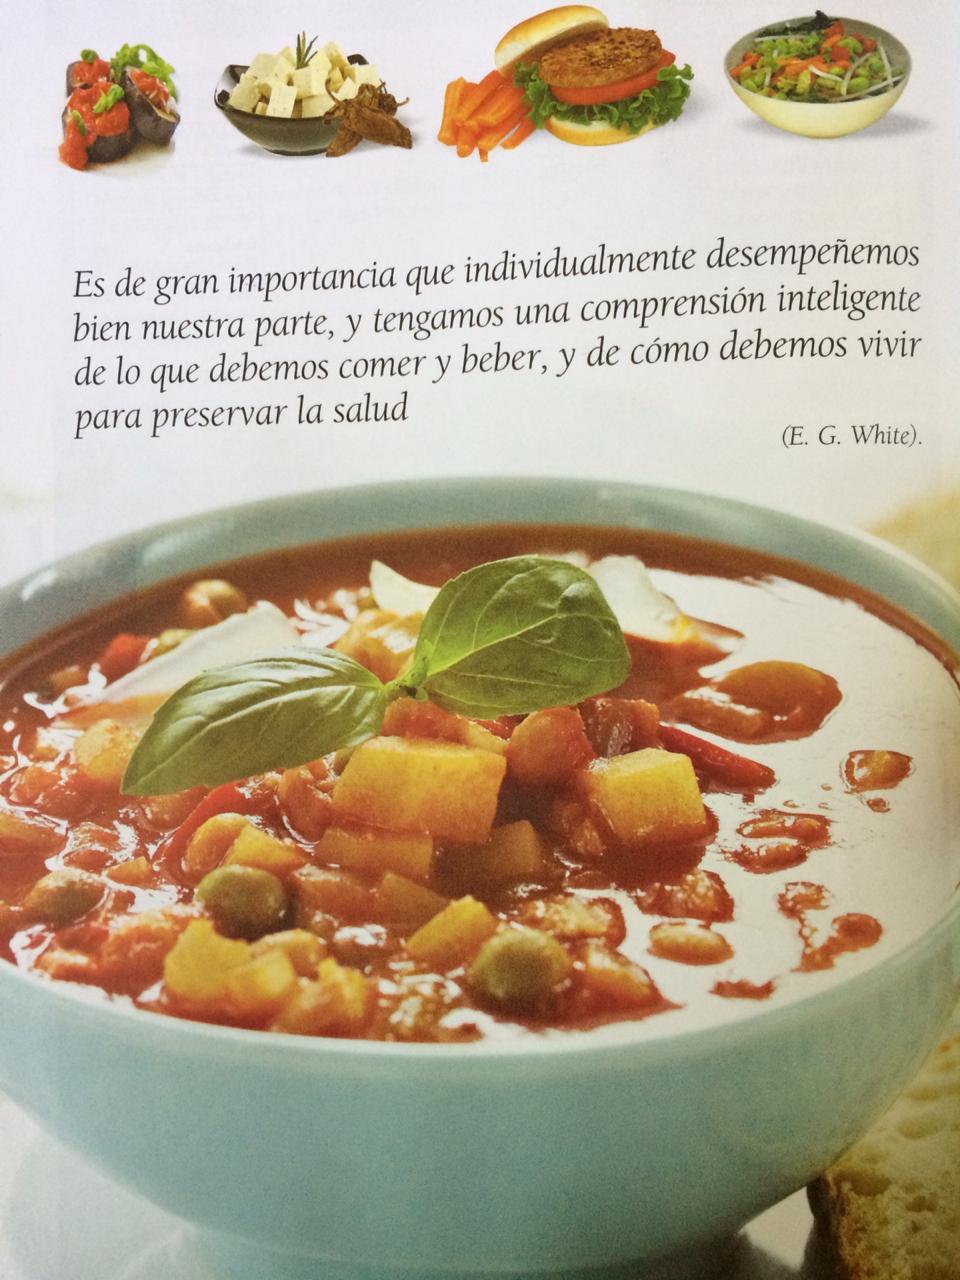 Es de gran importancia que individualmente desempeñemos
bien nuestra parte, y tengamos una comprensión inteligente
de lo que debemos comer y beber, y de cómo debemos vivir
para preservar la salud
(E. G. White).